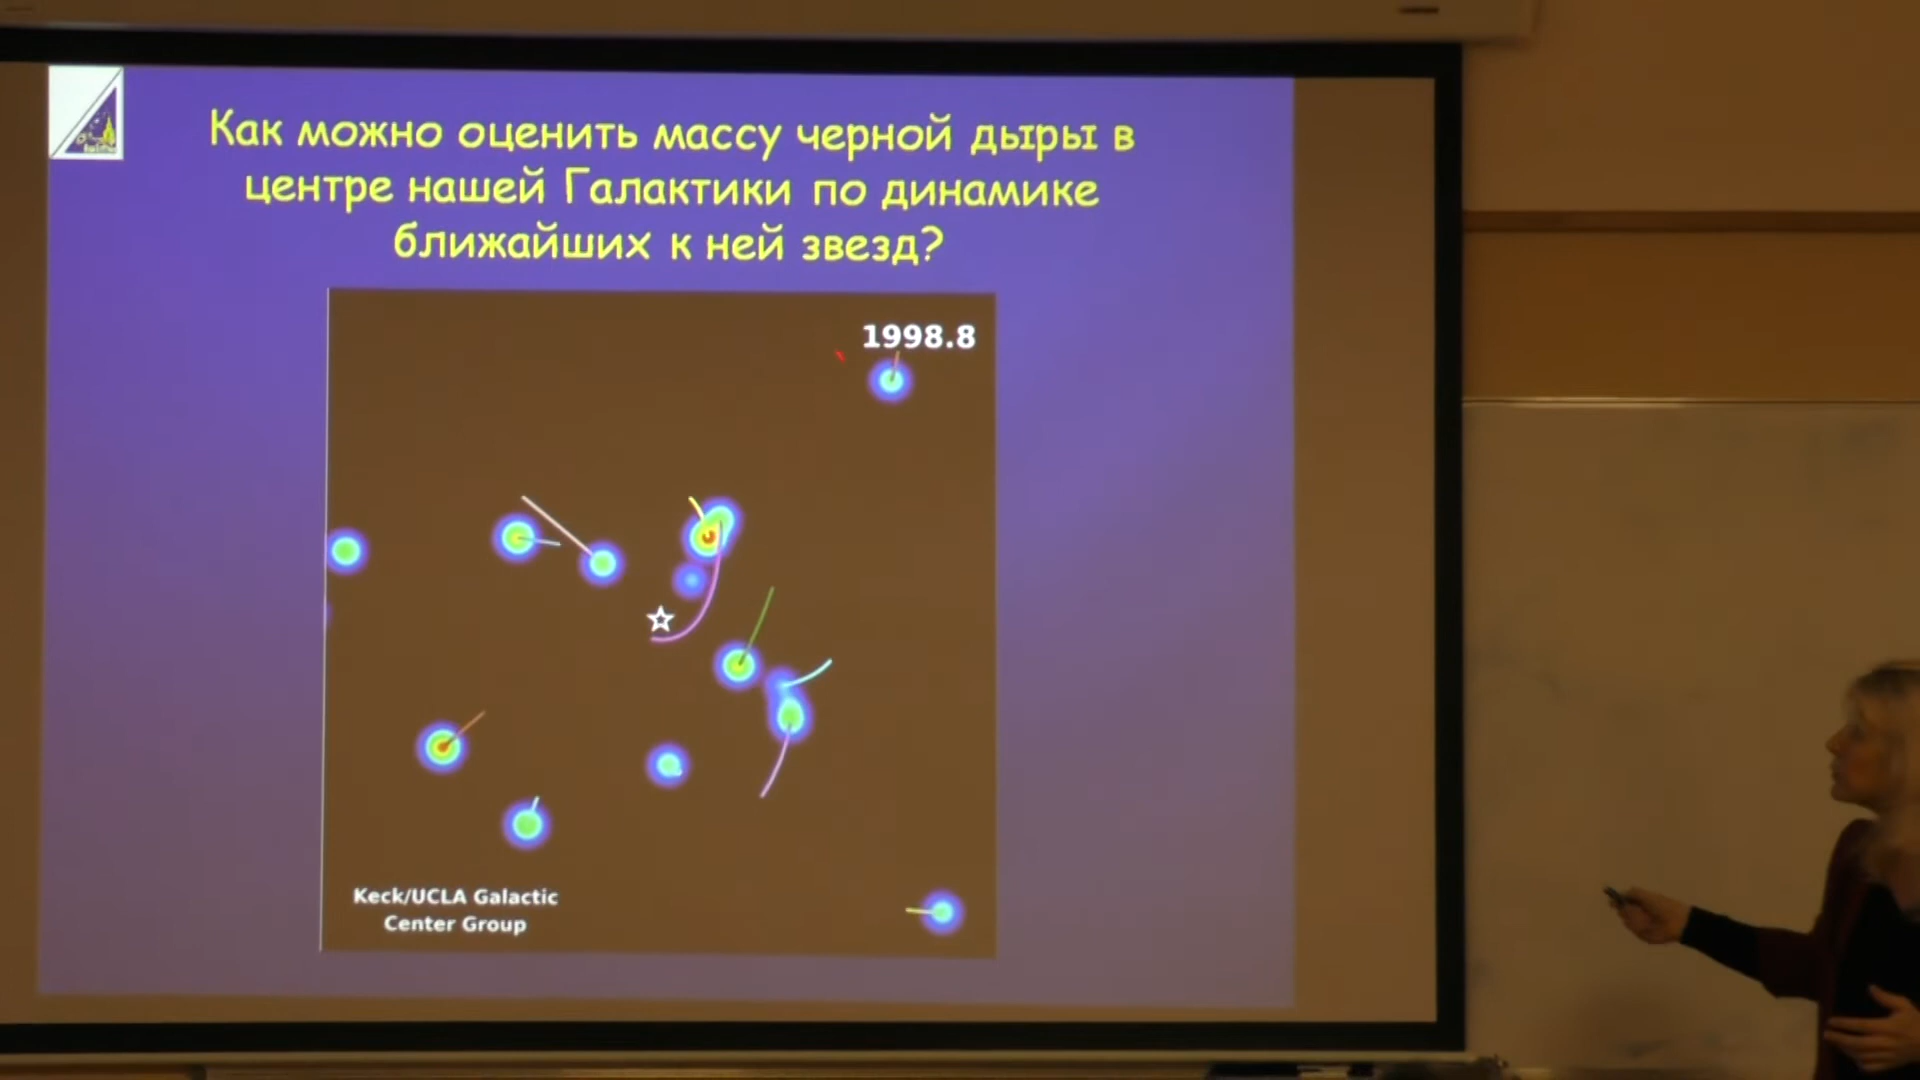 Как можно оценить массу черной дыры в
центре нашей Галактики по динамике
ближайших к ней звезд?
1998.8
Keck/UCLA Galactic
Center Group